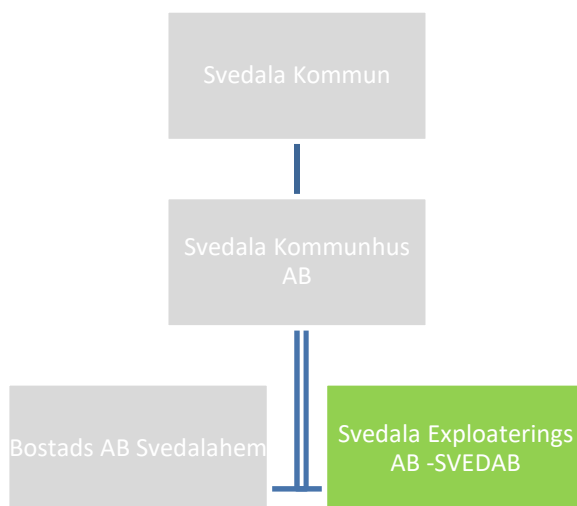 Svedala Kommun
Svedala Kommunhus
AB
Bostads AB Svedalahem
Svedala Exploaterings
AB -SVEDAB